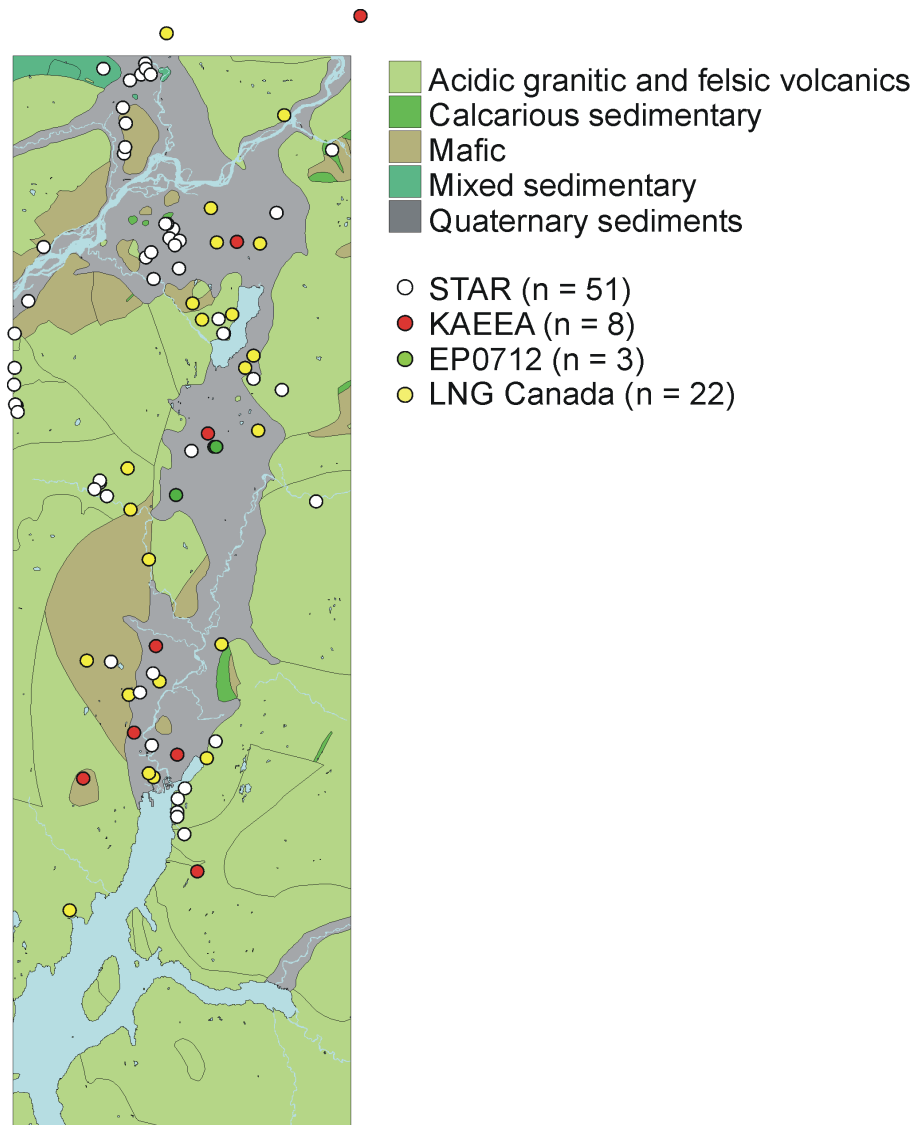 Acidic granitic and felsic volcanics
Calcarious sedimentary
Mafic
Mixed sedimentary
Quaternary sediments
STAR (n = 51)
KAEEA (n = 8)
EP0712 (n = 3)
LNG Canada (n = 22)